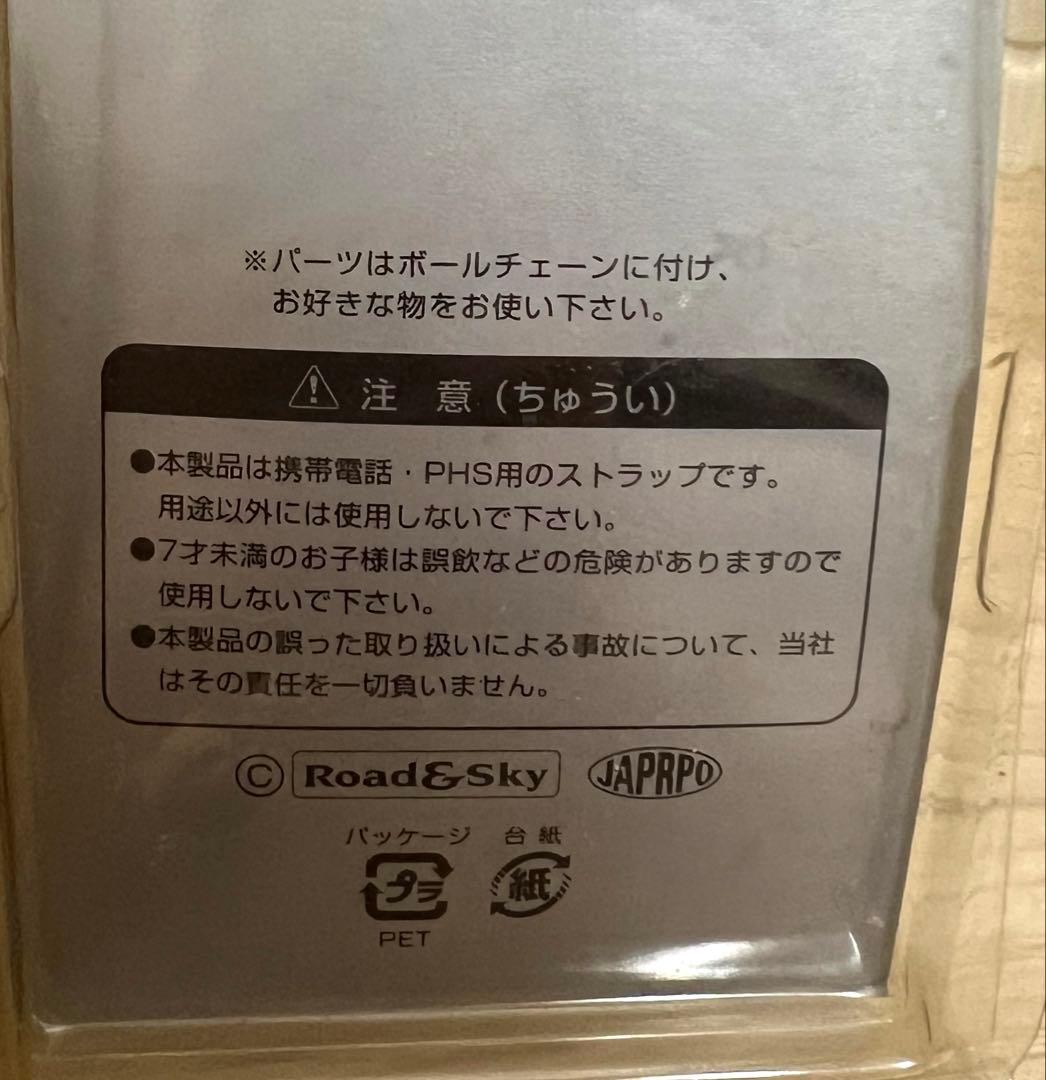 ※パーツはボールチェーンに付け、
お好きな物をお使い下さい。
注 意(ちゅうい)
●本製品は携帯電話・PHS用のストラップです。
用途以外には使用しないで下さい。
●7才未満のお子様は誤飲などの危険がありますので
使用しないで下さい。
●本製品の誤った取り扱いによる事故について、当社
はその責任を一切負いません。
© Road&Sky JAPRPO
パッケージ 台紙
プラ 紙
PET